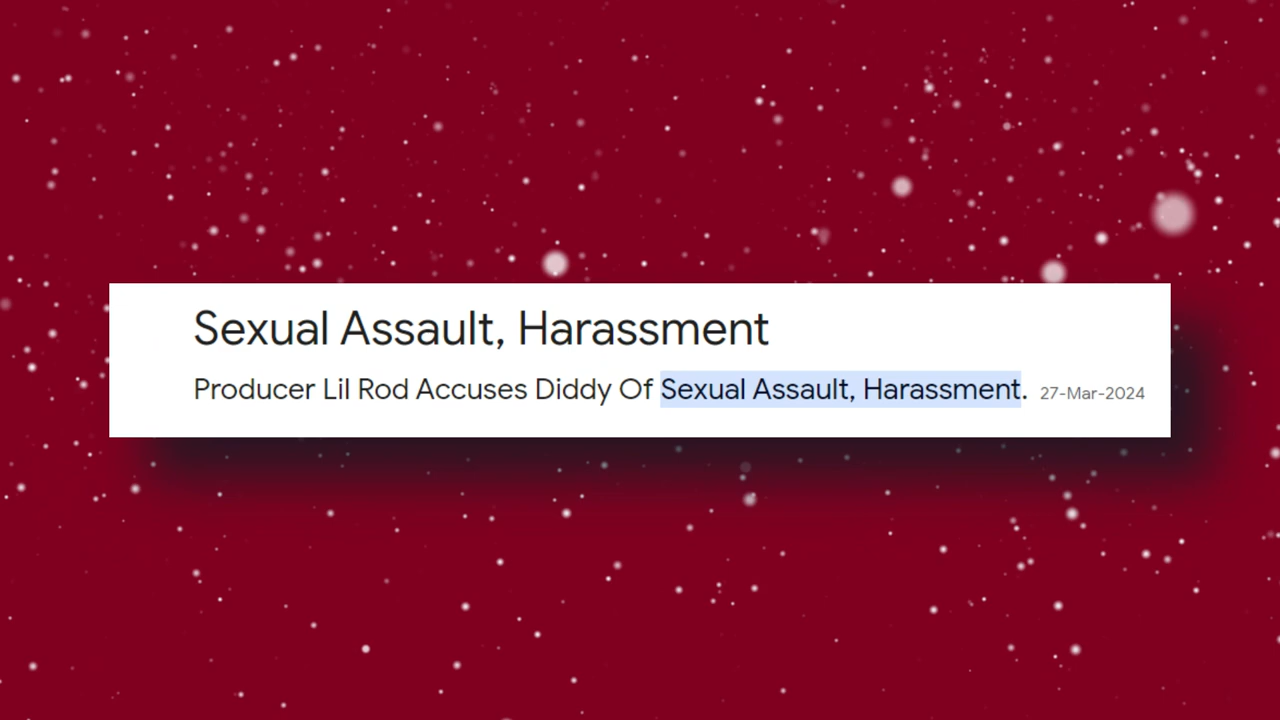 Sexual Assault, Harassment
Producer Lil Rod Accuses Diddy Of Sexual Assault, Harassment. 27-Mar-2024